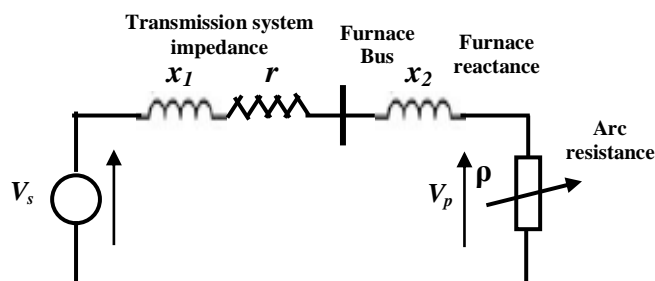 Transmission system
impedance
Furnace
Bus
Furnace
reactance
x1
r
x2
Arc
resistance
Vs
Vp
ρ